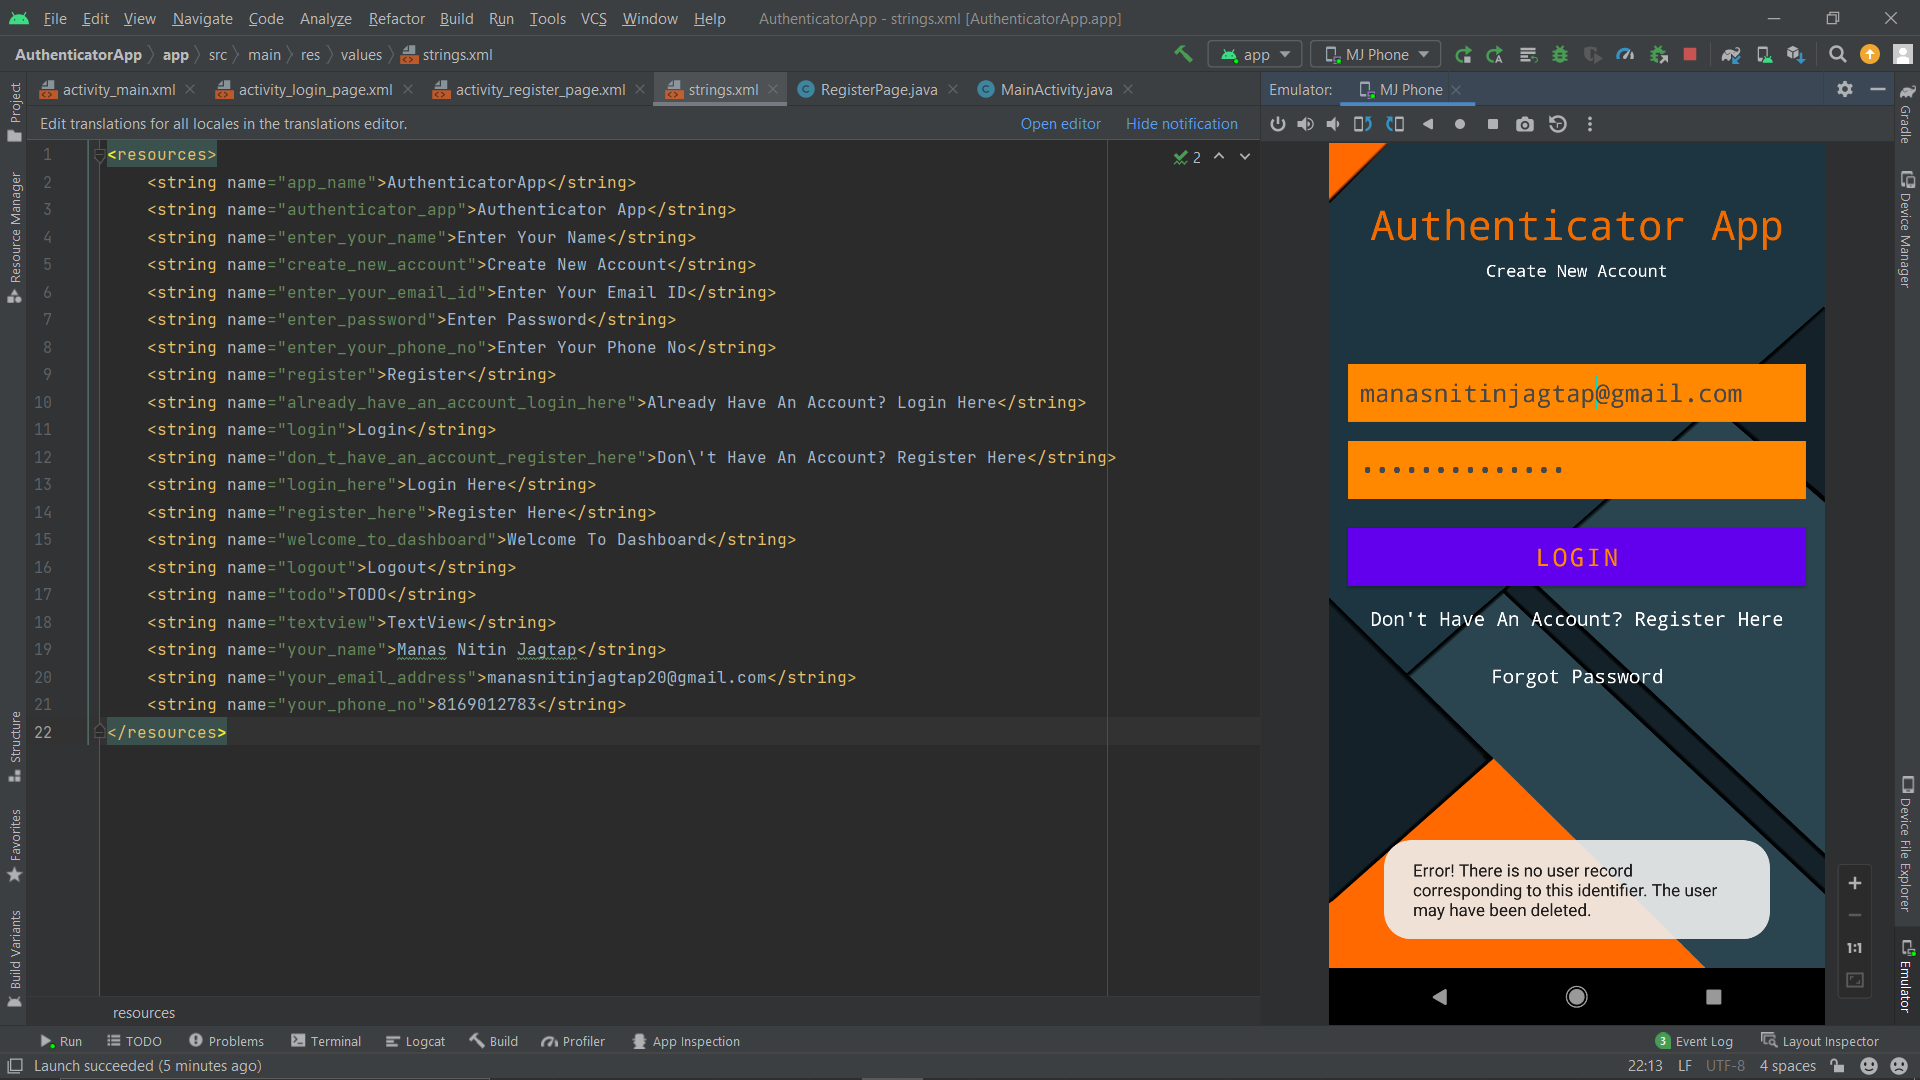 File Edit View Navigate Code Analyze Refactor Build Run Tools VCS Window Help AuthenticatorApp - strings.xml [AuthenticatorApp.app]
AuthenticatorApp app src main res values strings.xml app MJ Phone
activity_main.xml activity_login_page.xml activity_register_page.xml strings.xml RegisterPage.java MainActivity.java Emulator: MJ Phone
Edit translations for all locales in the translations editor. Open editor Hide notification
2
1 <resources>
2 <string name="app_name">AuthenticatorApp</string>
3 <string name="authenticator_app">Authenticator App</string>
4 <string name="enter_your_name">Enter Your Name</string>
5 <string name="create_new_account">Create New Account</string>
6 <string name="enter_your_email_id">Enter Your Email ID</string>
7 <string name="enter_password">Enter Password</string>
8 <string name="enter_your_phone_no">Enter Your Phone No</string>
9 <string name="register">Register</string>
10 <string name="already_have_an_account_login_here">Already Have An Account? Login Here</string>
11 <string name="login">Login</string>
12 <string name="don_t_have_an_account_register_here">Don\'t Have An Account? Register Here</string>
13 <string name="login_here">Login Here</string>
14 <string name="register_here">Register Here</string>
15 <string name="welcome_to_dashboard">Welcome To Dashboard</string>
16 <string name="logout">Logout</string>
17 <string name="todo">TODO</string>
18 <string name="textview">TextView</string>
19 <string name="your_name">Manas Nitin Jagtap</string>
20 <string name="your_email_address">manasnitinjagtap20@gmail.com</string>
21 <string name="your_phone_no">8169012783</string>
22 </resources>
Authenticator App
Create New Account
manasnitinjagtap@gmail.com
LOGIN
Don't Have An Account? Register Here
Forgot Password
Error! There is no user record
corresponding to this identifier. The user
may have been deleted.
1:1
Project
Resource Manager
Structure
Favorites
Build Variants
Gradle
Device Manager
Device File Explorer
Emulator
resources
Run TODO Problems Terminal Logcat Build Profiler App Inspection 3 Event Log Layout Inspector
Launch succeeded (5 minutes ago) 22:13 LF UTF-8 4 spaces